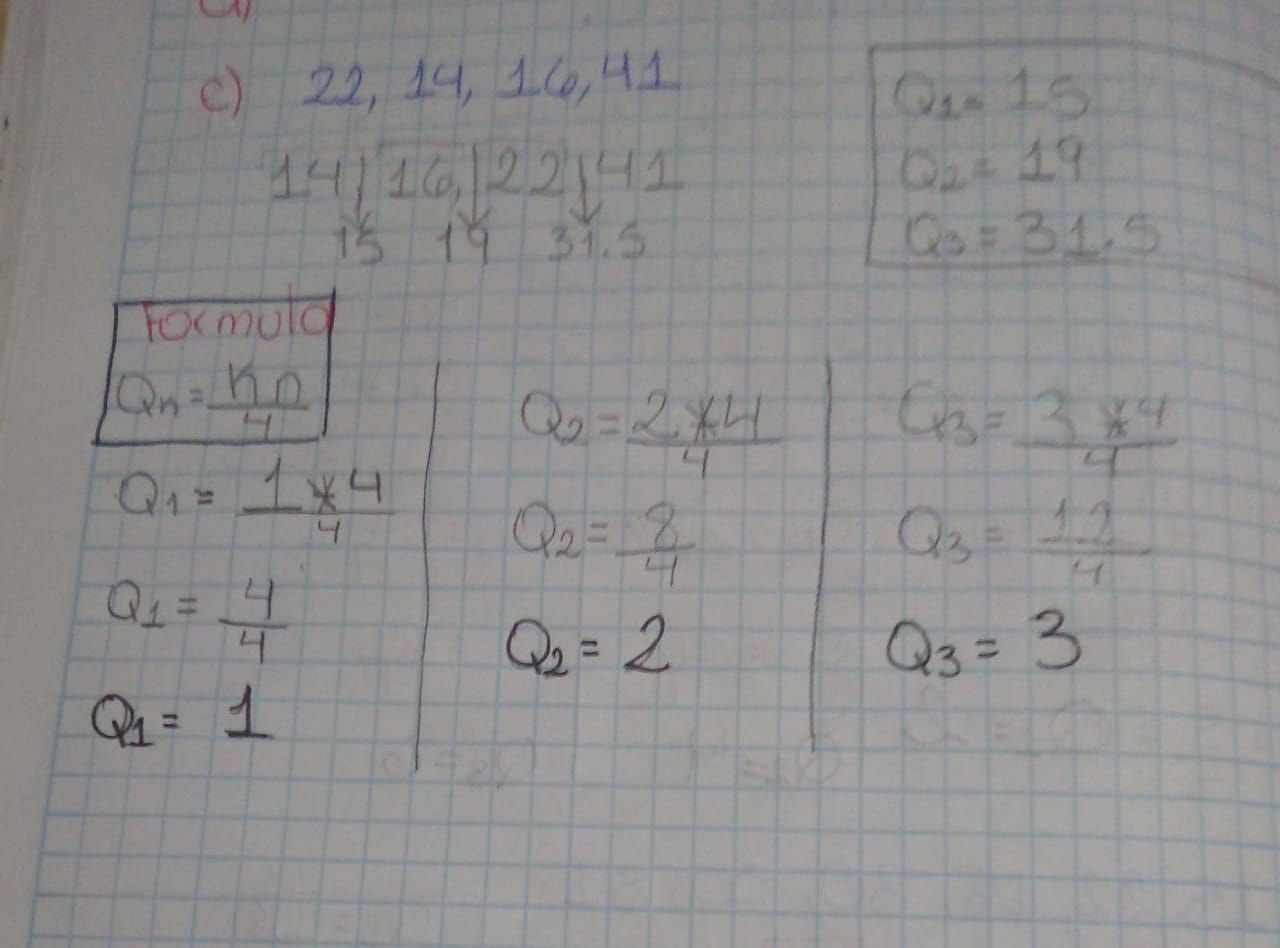 c) 22, 14, 16, 41
14 16, 22 41
15 19 31.5
Q1= 15
Q2= 19
Q3= 31.5
Formula
Qn= Kn/4
Q1= 1*4/4
Q1= 4/4
Q1= 1
Q2= 2*4/4
Q2= 8/4
Q2= 2
Q3= 3*4/4
Q3= 12/4
Q3= 3